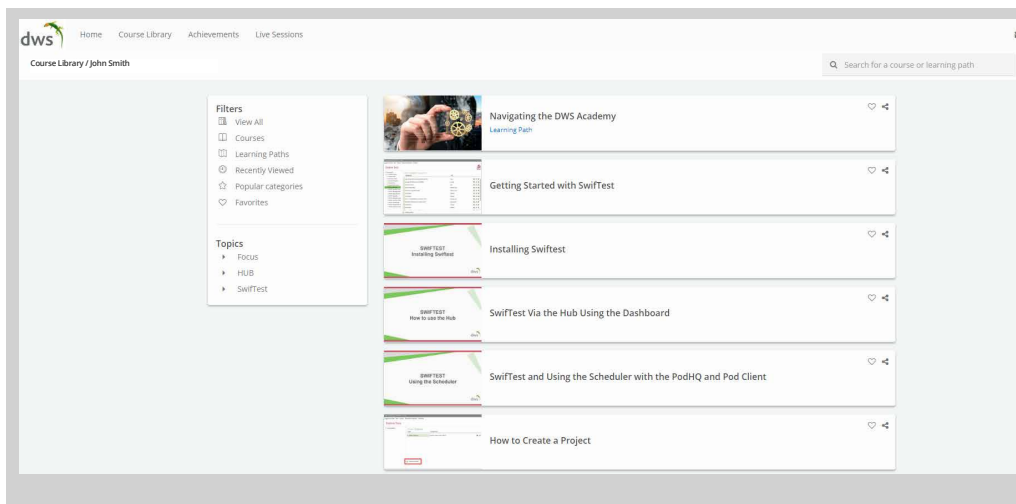 dws
Home Course Library Achievements Live Sessions
Course Library / John Smith
Search for a course or learning path
Filters
View All
Courses
Learning Paths
Recently Viewed
Popular categories
Favorites
Topics
Focus
HUB
SwifTest
Navigating the DWS Academy
Learning Path
Getting Started with SwifTest
SWIFTEST
Installing Swiftest
dws
Installing Swiftest
SWIFTEST
How to use the Hub
dws
SwifTest Via the Hub Using the Dashboard
SWIFTEST
Using the Scheduler
dws
SwifTest and Using the Scheduler with the PodHQ and Pod Client
How to Create a Project